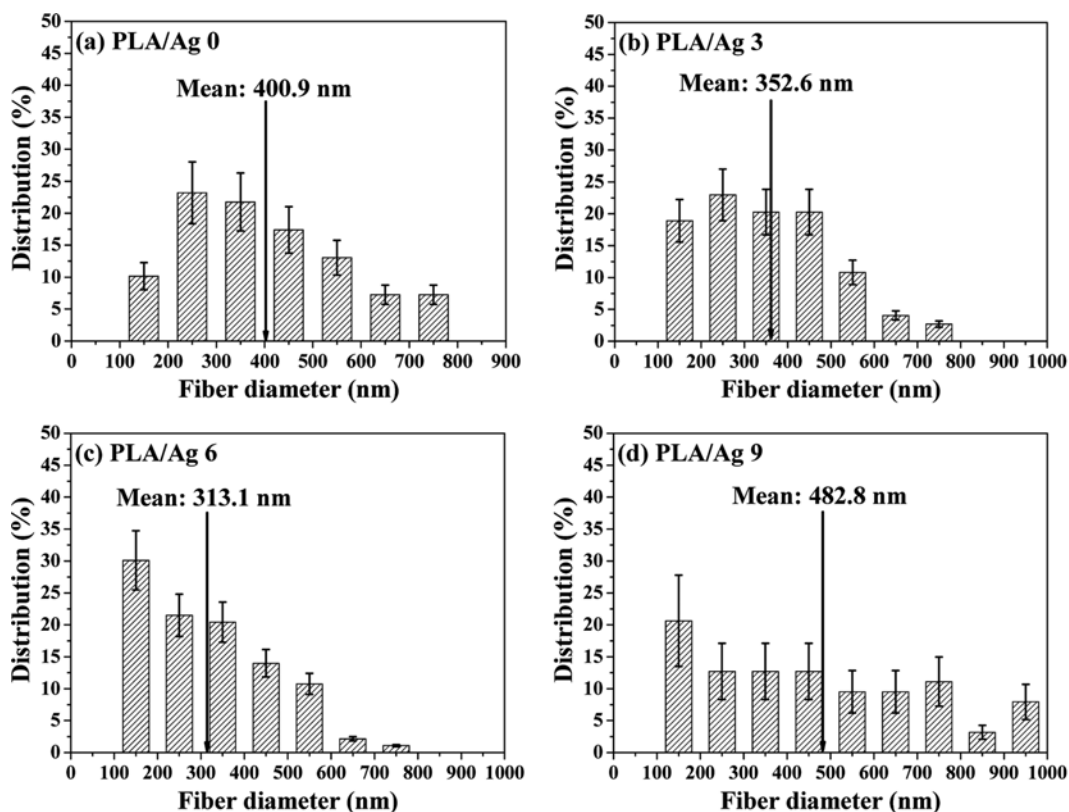 (a) PLA/Ag 0
Mean: 400.9 nm
Distribution (%)
50
45
40
35
30
25
20
15
10
5
0
0 100 200 300 400 500 600 700 800 900
Fiber diameter (nm)
(b) PLA/Ag 3
Mean: 352.6 nm
Distribution (%)
50
45
40
35
30
25
20
15
10
5
0
0 100 200 300 400 500 600 700 800 900 1000
Fiber diameter (nm)
(c) PLA/Ag 6
Mean: 313.1 nm
Distribution (%)
50
45
40
35
30
25
20
15
10
5
0
0 100 200 300 400 500 600 700 800 900 1000
Fiber diameter (nm)
(d) PLA/Ag 9
Mean: 482.8 nm
Distribution (%)
50
45
40
35
30
25
20
15
10
5
0
0 100 200 300 400 500 600 700 800 900 1000
Fiber diameter (nm)